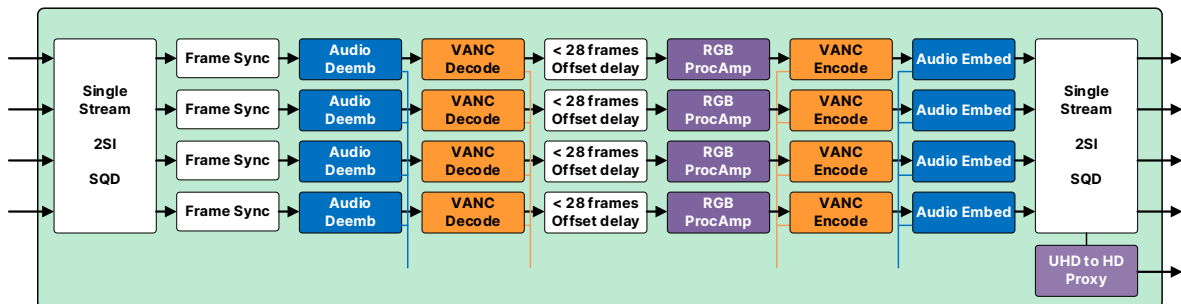 Single
Stream
2SI
SQD
Frame Sync
Audio
Deemb
VANC
Decode
< 28 frames
Offset delay
RGB
ProcAmp
VANC
Encode
Audio Embed
Frame Sync
Audio
Deemb
VANC
Decode
< 28 frames
Offset delay
RGB
ProcAmp
VANC
Encode
Audio Embed
Frame Sync
Audio
Deemb
VANC
Decode
< 28 frames
Offset delay
RGB
ProcAmp
VANC
Encode
Audio Embed
Frame Sync
Audio
Deemb
VANC
Decode
< 28 frames
Offset delay
RGB
ProcAmp
VANC
Encode
Audio Embed
Single
Stream
2SI
SQD
UHD to HD
Proxy